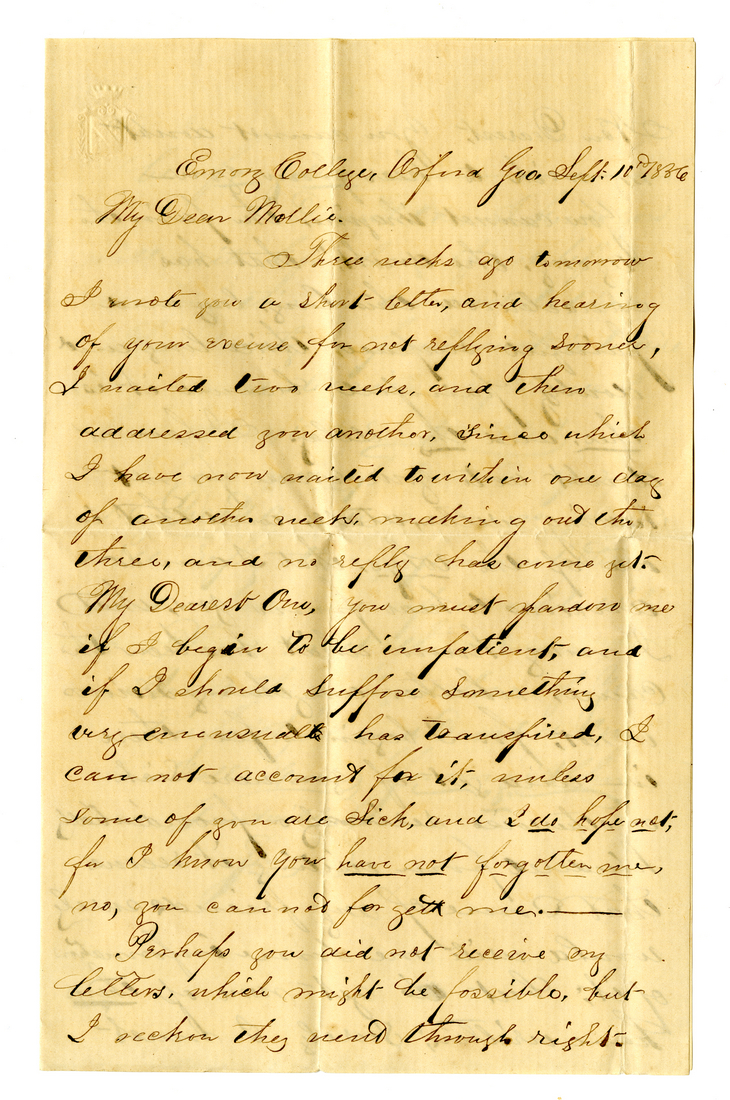 Emory College, Oxford Geo. Sept. 10th 1856
My Dear Mollie.
Three weeks ago tomorrow
I wrote you a short letter, and hearing
of your excuse for not replying sooner,
I waited two weeks, and then
addressed you another, since which
I have now waited to within one day
of another week, making out the
three, and no reply has come yet.
My Dearest One, you must pardon me
if I begin to be impatient, and
if I should suppose something
very unusual has transpired, I
can not account for it, unless
some of you are sick, and I do hope not,
for I know you have not forgotten me,
no, you cannot forget me.
Perhaps you did not receive my
letters, which might be possible, but
I reckon they went through right.